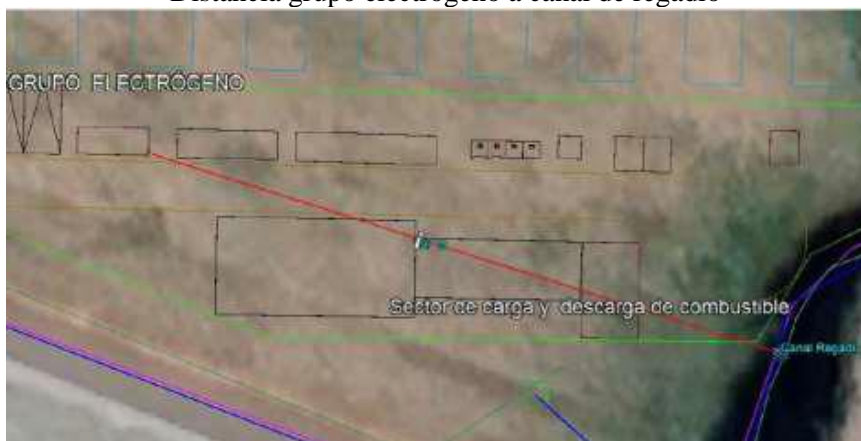 Distancia grupo electrógeno a canal de regadío
GRUPO ELECTRÓGENO
Sector de carga y descarga de combustible
Canal Regadí